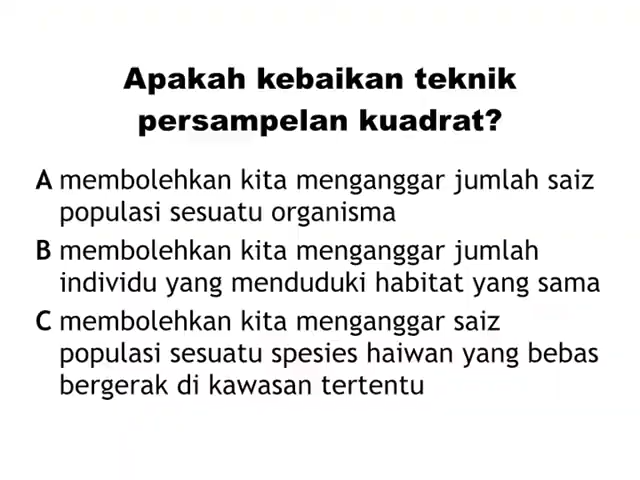 Apakah kebaikan teknik
persampelan kuadrat?
A membolehkan kita menganggar jumlah saiz
populasi sesuatu organisma
B membolehkan kita menganggar jumlah
individu yang menduduki habitat yang sama
C membolehkan kita menganggar saiz
populasi sesuatu spesies haiwan yang bebas
bergerak di kawasan tertentu